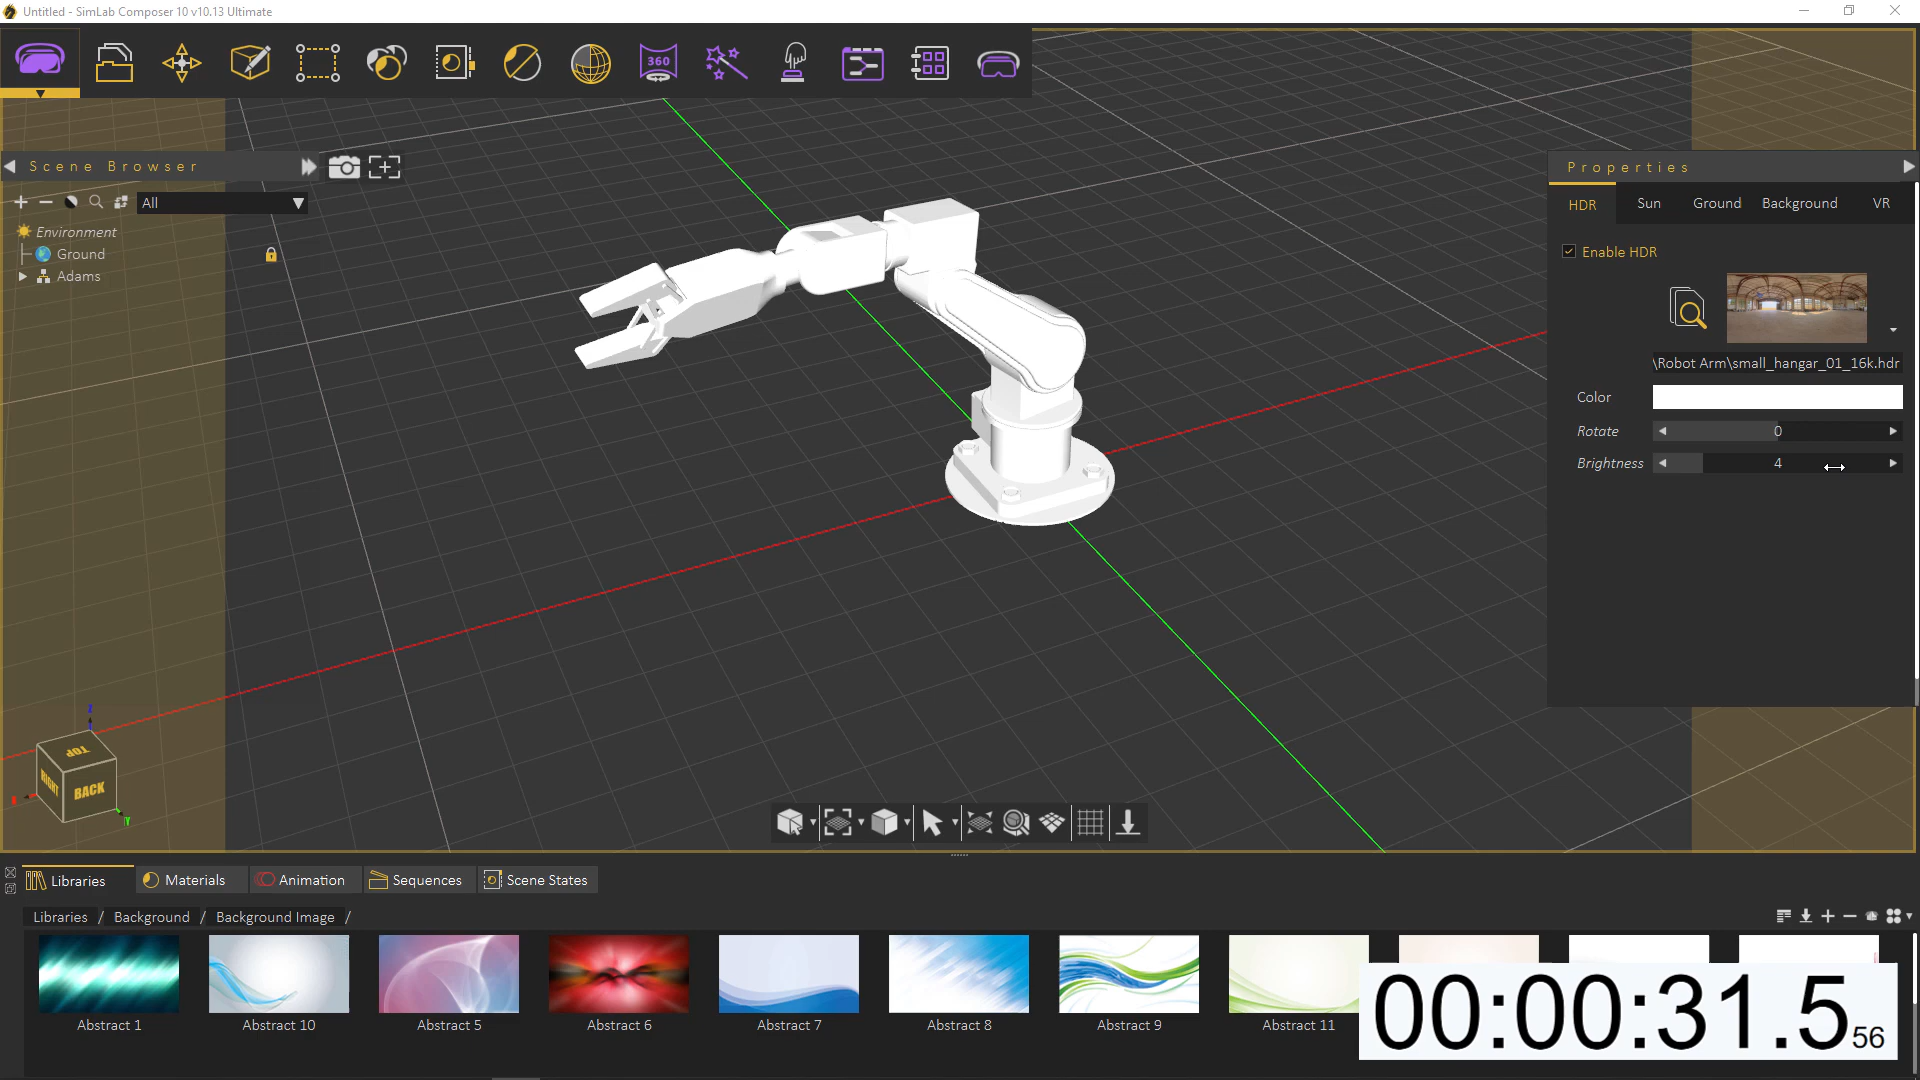 Untitled - SimLab Composer 10 v10.13 Ultimate
360
Scene Browser
All
Environment
Ground
Adams
Properties
HDR Sun Ground Background VR
Enable HDR
\Robot Arm\small_hangar_01_16k.hdr
Color
Rotate 0
Brightness 4
Z
TOP
RIGHT BACK
Y
Libraries Materials Animation Sequences Scene States
Libraries / Background / Background Image /
Abstract 1 Abstract 10 Abstract 5 Abstract 6 Abstract 7 Abstract 8 Abstract 9 Abstract 11
00:00:31.556